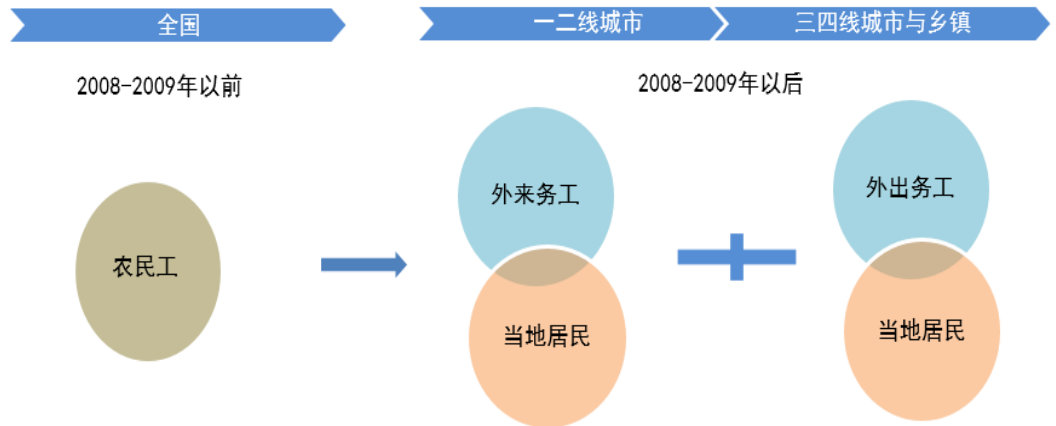 全国
一二线城市
三四线城市与乡镇
2008-2009年以前
2008-2009年以后
农民工
外来务工
当地居民
外出务工
当地居民